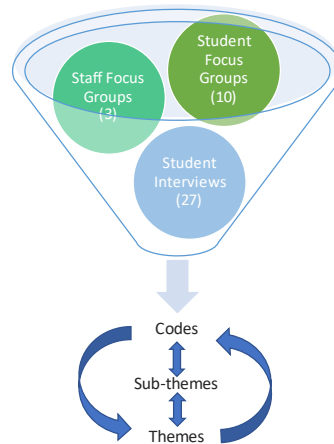 Staff Focus
Groups
(3)
Student
Focus
Groups
(10)
Student
Interviews
(27)
Codes
Sub-themes
Themes